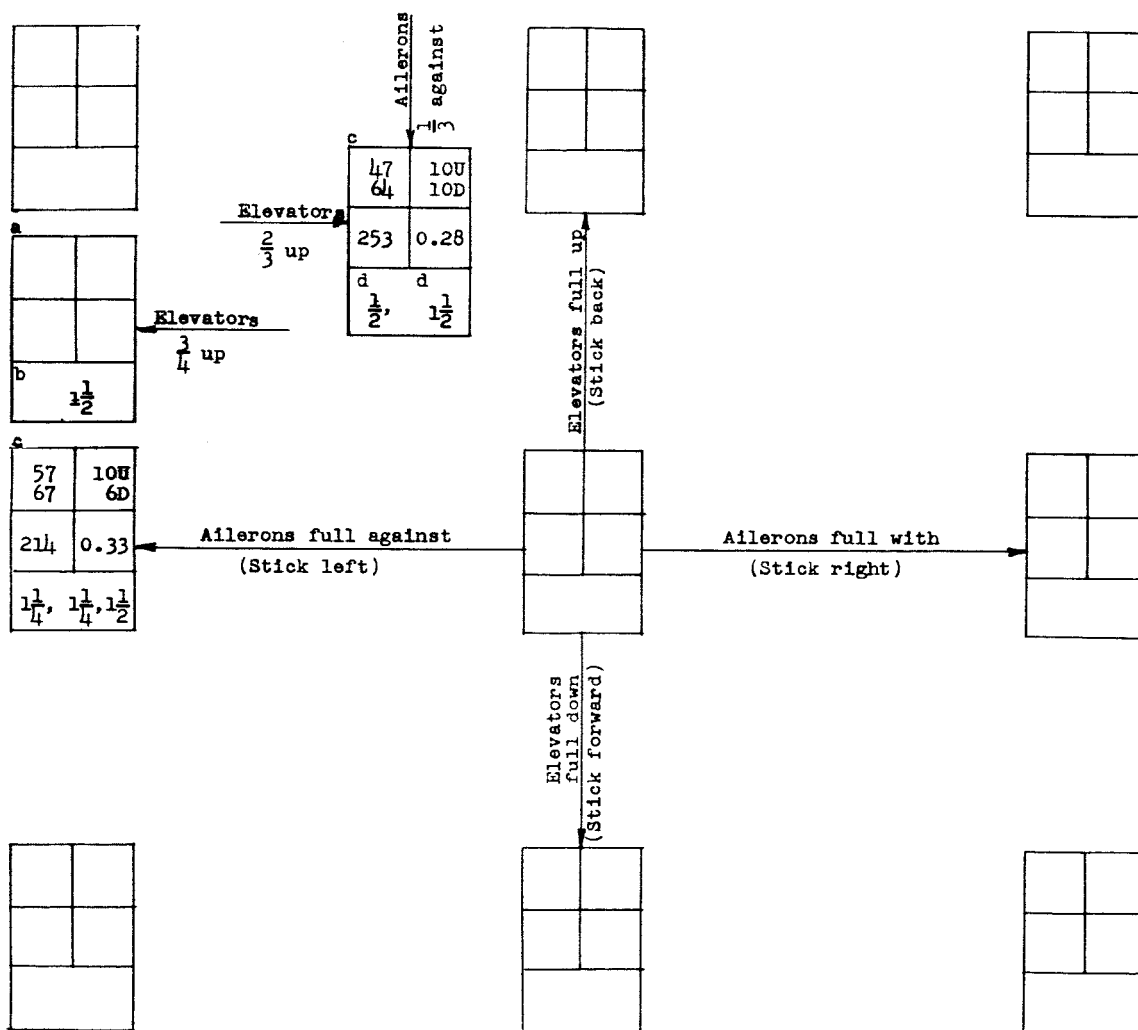 Ailerons
1/3 against
c
47 10U
64 10D
Elevators
2/3 up
253 0.28
d d
1/2, 1 1/2
a
Elevators
3/4 up
b
1 1/2
Elevators full up
(Stick back)
c
57 10U
67 6D
214 0.33
1 1/4, 1 1/4, 1 1/2
Ailerons full against
(Stick left)
Ailerons full with
(Stick right)
Elevators
full down
(Stick forward)